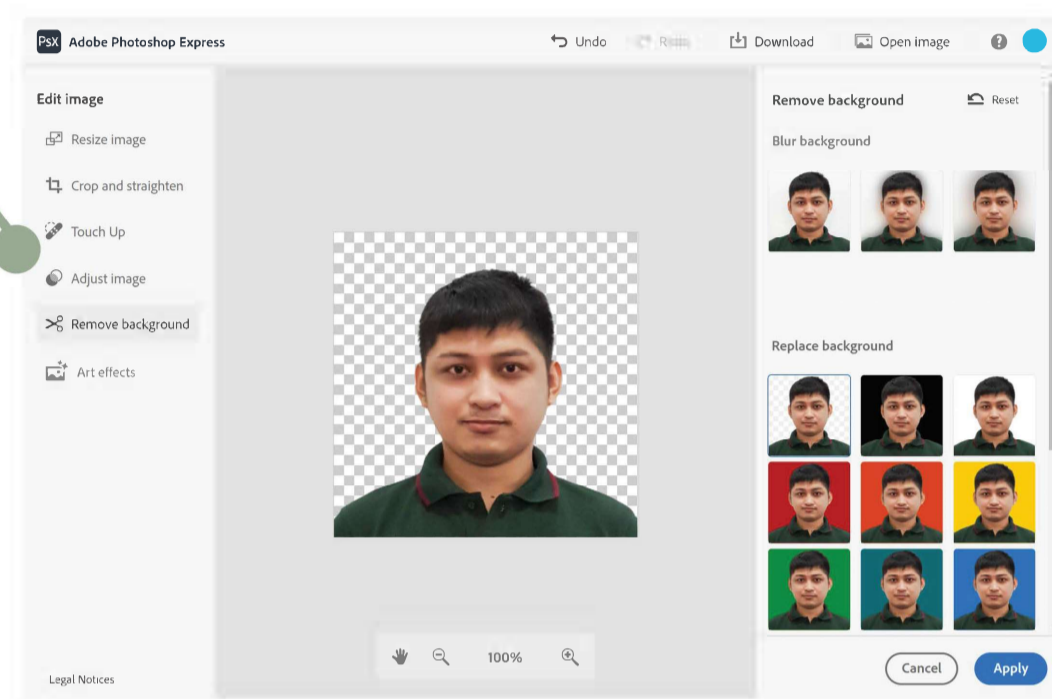 PsX Adobe Photoshop Express
Undo
Download
Open image
?
Edit image
Resize image
Crop and straighten
Touch Up
Adjust image
Remove background
Art effects
Legal Notices
100%
Remove background
Reset
Blur background
Replace background
Cancel
Apply